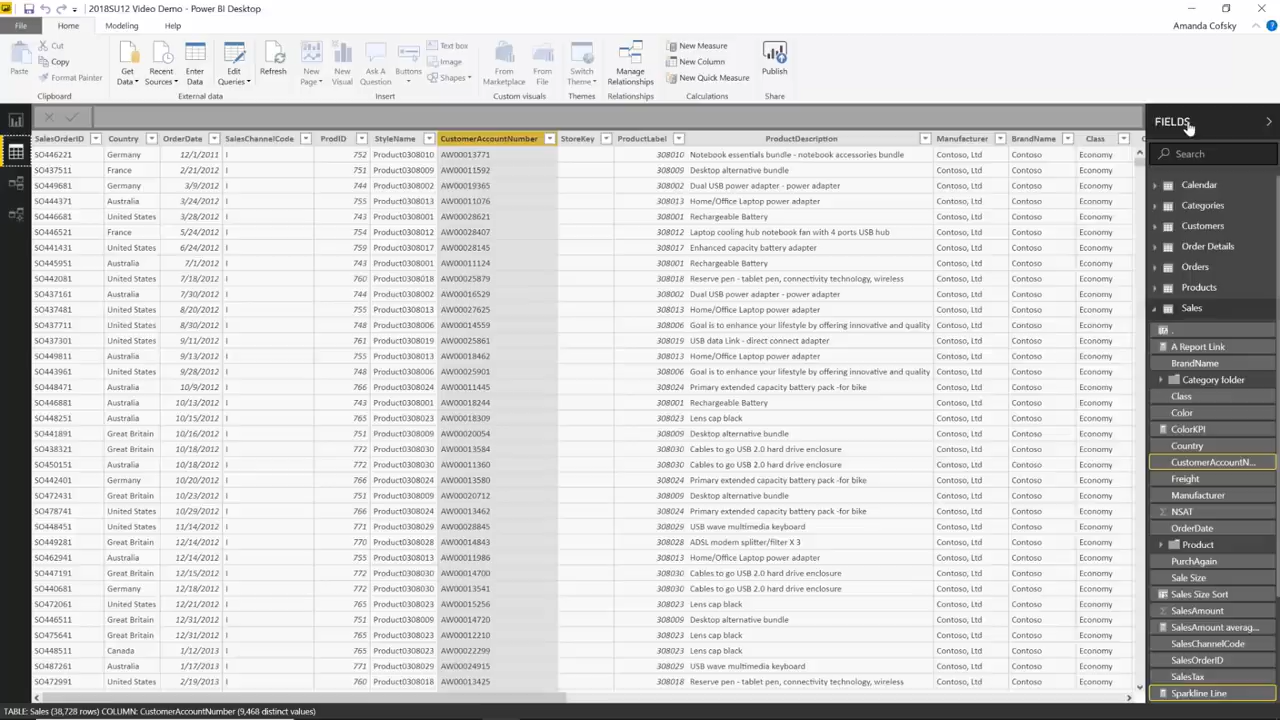 2018SU12 Video Demo - Power BI Desktop
Amanda Cofsky
File Home Modeling Help
Paste Cut Copy Format Painter Clipboard
Get Data Recent Sources Enter Data Edit Queries External data
Refresh
New Page New Visual Ask A Question Buttons Text box Image Shapes Insert
From Marketplace From File Custom visuals
Switch Theme Themes
Manage Relationships Relationships
New Measure New Column New Quick Measure Calculations
Publish Share
SalesOrderID Country OrderDate SalesChannelCode ProdID StyleName CustomerAccountNumber StoreKey ProductLabel ProductDescription Manufacturer BrandName Class
SO446221 Germany 12/1/2011 I 752 Product0308010 AW00013771 308010 Notebook essentials bundle - notebook accessories bundle Contoso, Ltd Contoso Economy
SO437511 France 2/21/2012 I 751 Product0308009 AW00011592 308009 Desktop alternative bundle Contoso, Ltd Contoso Economy
SO449681 Germany 3/9/2012 I 744 Product0308002 AW00019365 308002 Dual USB power adapter - power adapter Contoso, Ltd Contoso Economy
SO444371 Australia 3/24/2012 I 755 Product0308013 AW00011076 308013 Home/Office Laptop power adapter Contoso, Ltd Contoso Economy
SO446681 United States 3/26/2012 I 743 Product0308001 AW00028621 308001 Rechargeable Battery Contoso, Ltd Contoso Economy
SO446521 France 5/24/2012 I 754 Product0308012 AW00028407 308012 Laptop cooling hub notebook fan with 4 ports USB hub Contoso, Ltd Contoso Economy
SO441431 United States 6/24/2012 I 759 Product0308017 AW00028145 308017 Enhanced capacity battery adapter Contoso, Ltd Contoso Economy
SO445951 Australia 7/1/2012 I 743 Product0308001 AW00011124 308001 Rechargeable Battery Contoso, Ltd Contoso Economy
SO442081 United States 7/18/2012 I 760 Product0308018 AW00025879 308018 Reserve pen - tablet pen, connectivity technology, wireless Contoso, Ltd Contoso Economy
SO437161 Australia 7/30/2012 I 744 Product0308002 AW00016529 308002 Dual USB power adapter - power adapter Contoso, Ltd Contoso Economy
SO437481 United States 8/20/2012 I 755 Product0308013 AW00027625 308013 Home/Office Laptop power adapter Contoso, Ltd Contoso Economy
SO437711 United States 8/30/2012 I 748 Product0308006 AW00014559 308006 Goal is to enhance your lifestyle by offering innovative and quality Contoso, Ltd Contoso Economy
SO437301 United States 9/11/2012 I 761 Product0308019 AW00025861 308019 USB data Link - direct connect adapter Contoso, Ltd Contoso Economy
SO449811 Australia 9/13/2012 I 755 Product0308013 AW00018462 308013 Home/Office Laptop power adapter Contoso, Ltd Contoso Economy
SO443961 United States 9/28/2012 I 748 Product0308006 AW00025901 308006 Goal is to enhance your lifestyle by offering innovative and quality Contoso, Ltd Contoso Economy
SO448471 Australia 10/9/2012 I 766 Product0308024 AW00011445 308024 Primary extended capacity battery pack -for bike Contoso, Ltd Contoso Economy
SO446881 Australia 10/13/2012 I 743 Product0308001 AW00018244 308001 Rechargeable Battery Contoso, Ltd Contoso Economy
SO448251 Australia 10/15/2012 I 765 Product0308023 AW00018309 308023 Lens cap black Contoso, Ltd Contoso Economy
SO441891 Great Britain 10/16/2012 I 751 Product0308009 AW00020054 308009 Desktop alternative bundle Contoso, Ltd Contoso Economy
SO438321 Great Britain 10/18/2012 I 772 Product0308030 AW00013584 308030 Cables to go USB 2.0 hard drive enclosure Contoso, Ltd Contoso Economy
SO450151 Australia 10/18/2012 I 772 Product0308030 AW00011360 308030 Cables to go USB 2.0 hard drive enclosure Contoso, Ltd Contoso Economy
SO442401 Germany 10/20/2012 I 766 Product0308024 AW00013580 308024 Primary extended capacity battery pack -for bike Contoso, Ltd Contoso Economy
SO472431 Great Britain 10/23/2012 I 751 Product0308009 AW00020712 308009 Desktop alternative bundle Contoso, Ltd Contoso Economy
SO478741 Great Britain 10/29/2012 I 766 Product0308024 AW00013462 308024 Primary extended capacity battery pack -for bike Contoso, Ltd Contoso Economy
SO448451 United States 11/14/2012 I 771 Product0308029 AW00028845 308029 USB wave multimedia keyboard Contoso, Ltd Contoso Economy
SO449281 Great Britain 12/14/2012 I 770 Product0308028 AW00014843 308028 ADSL modem splitter/filter X 3 Contoso, Ltd Contoso Economy
SO462941 Australia 12/14/2012 I 755 Product0308013 AW00011986 308013 Home/Office Laptop power adapter Contoso, Ltd Contoso Economy
SO447191 Great Britain 12/15/2012 I 772 Product0308030 AW00014700 308030 Cables to go USB 2.0 hard drive enclosure Contoso, Ltd Contoso Economy
SO440681 Germany 12/18/2012 I 772 Product0308030 AW00013541 308030 Cables to go USB 2.0 hard drive enclosure Contoso, Ltd Contoso Economy
SO472061 United States 12/21/2012 I 765 Product0308023 AW00015256 308023 Lens cap black Contoso, Ltd Contoso Economy
SO446511 Great Britain 12/31/2012 I 751 Product0308009 AW00014720 308009 Desktop alternative bundle Contoso, Ltd Contoso Economy
SO475641 Great Britain 12/31/2012 I 765 Product0308023 AW00012210 308023 Lens cap black Contoso, Ltd Contoso Economy
SO448511 Canada 1/12/2013 I 765 Product0308023 AW00022299 308023 Lens cap black Contoso, Ltd Contoso Economy
SO487261 Australia 1/17/2013 I 771 Product0308029 AW00024915 308029 USB wave multimedia keyboard Contoso, Ltd Contoso Economy
SO472991 United States 2/19/2013 I 760 Product0308018 AW00013425 308018 Reserve pen - tablet pen, connectivity technology, wireless Contoso, Ltd Contoso Economy
FIELDS
Search
Calendar
Categories
Customers
Order Details
Orders
Products
Sales
.
A Report Link
BrandName
Category folder
Class
Color
ColorKPI
Country
CustomerAccountN...
Freight
Manufacturer
NSAT
OrderDate
Product
PurchAgain
Sale Size
Sales Size Sort
SalesAmount
SalesAmount averag...
SalesChannelCode
SalesOrderID
SalesTax
Sparkline Line
TABLE: Sales (38,728 rows) COLUMN: CustomerAccountNumber (9,468 distinct values)